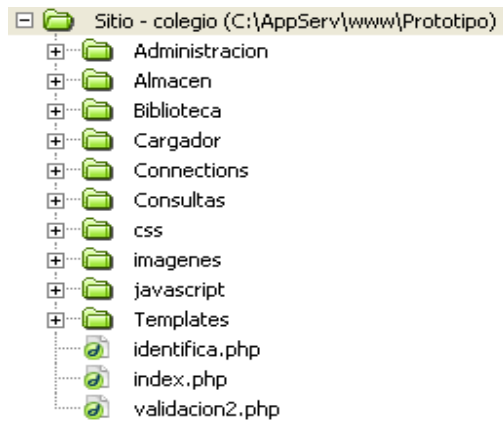 Sitio - colegio (C:\AppServ\www\Prototipo)
Administracion
Almacen
Biblioteca
Cargador
Connections
Consultas
css
imagenes
javascript
Templates
identifica.php
index.php
validacion2.php